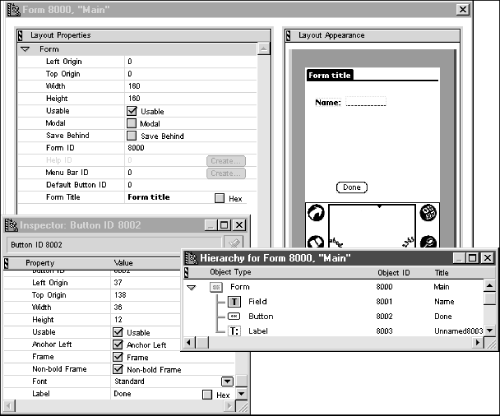 Form 8000, "Main"
Layout Properties
Form
Left Origin 0
Top Origin 0
Width 160
Height 160
Usable Usable
Modal Modal
Save Behind Save Behind
Form ID 8000
Help ID 0 Create...
Menu Bar ID 0 Create...
Default Button ID 0
Form Title Form title Hex
Layout Appearance
Form title
Name:
Done
Inspector: Button ID 8002
Button ID 8002
Property Value
Button ID 8002
Left Origin 37
Top Origin 138
Width 36
Height 12
Usable Usable
Anchor Left Anchor Left
Frame Frame
Non-bold Frame Non-bold Frame
Font Standard
Label Done Hex
Hierarchy for Form 8000, "Main"
Object Type Object ID Title
Form 8000 Main
T Field 8001 Name
Button 8002 Done
T: Label 8003 Unnamed8003